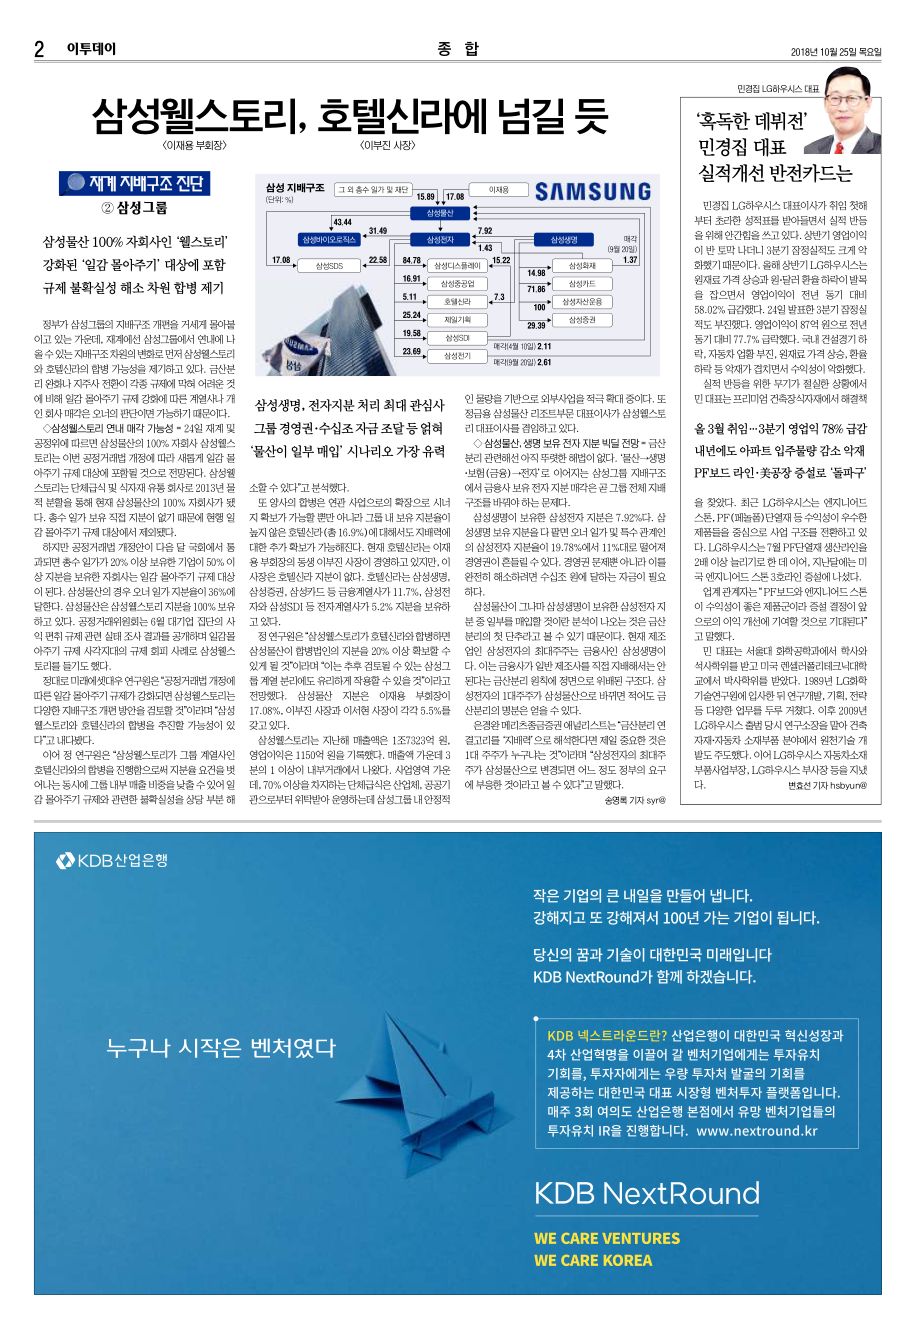 2 이투데이
종 합
2018년 10월 25일 목요일
삼성웰스토리, 호텔신라에 넘길 듯
〈이재용 부회장〉
〈이부진 사장〉
재계 지배구조 진단
② 삼성그룹
삼성물산 100% 자회사인 ‘웰스토리’
강화된 ‘일감 몰아주기’ 대상에 포함
규제 불확실성 해소 차원 합병 제기
정부가 삼성그룹의 지배구조 개편을 거세게 몰아붙
이고 있는 가운데, 재계에선 삼성그룹에서 연내에 나
올 수 있는 지배구조 차원의 변화로 먼저 삼성웰스토리
와 호텔신라의 합병 가능성을 제기하고 있다. 금산분
리 완화나 지주사 전환이 각종 규제에 막혀 어려운 것
에 비해 일감 몰아주기 규제 강화에 따른 계열사나 개
인 회사 매각은 오너의 판단이면 가능하기 때문이다.
◇삼성웰스토리 연내 매각 가능성 = 24일 재계 및
공정위에 따르면 삼성물산의 100% 자회사 삼성웰스
토리는 이번 공정거래법 개정에 따라 새롭게 일감 몰
아주기 규제 대상에 포함될 것으로 전망된다. 삼성웰
스토리는 단체급식 및 식자재 유통 회사로 2013년 물
적 분할을 통해 현재 삼성물산의 100% 자회사가 됐
다. 총수 일가 보유 직접 지분이 없기 때문에 현행 일
감 몰아주기 규제 대상에서 제외됐다.
하지만 공정거래법 개정안이 다음 달 국회에서 통
과되면 총수 일가가 20% 이상 보유한 기업이 50% 이
상 지분을 보유한 자회사는 일감 몰아주기 규제 대상
이 된다. 삼성물산의 경우 오너 일가 지분율이 36%에
달한다. 삼성물산은 삼성웰스토리 지분을 100% 보유
하고 있다. 공정거래위원회는 6월 대기업 집단의 사
익 편취 규제 관련 실태 조사 결과를 공개하며 일감몰
아주기 규제 사각지대의 규제 회피 사례로 삼성웰스
토리를 들기도 했다.
정대로 미래에셋대우 연구원은 “공정거래법 개정에
따른 일감 몰아주기 규제가 강화되면 삼성웰스토리는
다양한 지배구조 개편 방안을 검토할 것”이라며 “삼성
웰스토리와 호텔신라의 합병을 추진할 가능성이 있
다”고 내다봤다.
이어 정 연구원은 “삼성웰스토리가 그룹 계열사인
호텔신라와의 합병을 진행함으로써 지분율 요건을 벗
어나는 동시에 그룹 내부 매출 비중을 낮출 수 있어 일
감 몰아주기 규제와 관련한 불확실성을 상당 부분 해
삼성 지배구조
(단위: %)
그 외 총수 일가 및 재단
이재용
SAMSUNG
15.89
17.08
삼성물산
43.44
31.49
7.92
삼성바이오로직스
삼성전자
삼성생명
매각
(9월 20일)
1.43
17.08
삼성SDS
22.58
84.78
삼성디스플레이
15.22
삼성화재
1.37
14.98
16.91
삼성중공업
삼성카드
71.86
5.11
호텔신라
7.3
삼성자산운용
100
25.24
제일기획
삼성증권
29.39
19.58
삼성SDI
매각(4월 10일) 2.11
23.69
삼성전기
매각(9월 20일) 2.61
삼성생명, 전자지분 처리 최대 관심사
그룹 경영권·수십조 자금 조달 등 얽혀
‘물산이 일부 매입’ 시나리오 가장 유력
소할 수 있다”고 분석했다.
또 양사의 합병은 연관 사업으로의 확장으로 시너
지 확보가 가능할 뿐만 아니라 그룹 내 보유 지분율이
높지 않은 호텔신라(총 16.9%)에 대해서도 지배력에
대한 추가 확보가 가능해진다. 현재 호텔신라는 이재
용 부회장의 동생 이부진 사장이 경영하고 있지만, 이
사장은 호텔신라 지분이 없다. 호텔신라는 삼성생명,
삼성증권, 삼성카드 등 금융계열사가 11.7%, 삼성전
자와 삼성SDI 등 전자계열사가 5.2% 지분을 보유하
고 있다.
정 연구원은 “삼성웰스토리가 호텔신라와 합병하면
삼성물산이 합병법인의 지분을 20% 이상 확보할 수
있게 될 것”이라며 “이는 추후 검토될 수 있는 삼성그
룹 계열 분리에도 유리하게 작용할 수 있을 것”이라고
전망했다. 삼성물산 지분은 이재용 부회장이
17.08%, 이부진 사장과 이서현 사장이 각각 5.5%를
갖고 있다.
삼성웰스토리는 지난해 매출액은 1조7323억 원,
영업이익은 1150억 원을 기록했다. 매출액 가운데 3
분의 1 이상이 내부거래에서 나왔다. 사업영역 가운
데, 70% 이상을 차지하는 단체급식은 산업체, 공공기
관으로부터 위탁받아 운영하는데 삼성그룹 내 안정적
인 물량을 기반으로 외부사업을 적극 확대 중이다. 또
정금용 삼성물산 리조트부문 대표이사가 삼성웰스토
리 대표이사를 겸임하고 있다.
◇ 삼성물산, 생명 보유 전자 지분 빅딜 전망 = 금산
분리 관련해선 아직 뚜렷한 해법이 없다. ‘물산→생명
·보험(금융)→전자’로 이어지는 삼성그룹 지배구조
에서 금융사 보유 전자 지분 매각은 곧 그룹 전체 지배
구조를 바꿔야 하는 문제다.
삼성생명이 보유한 삼성전자 지분은 7.92%다. 삼
성생명 보유 지분을 다 팔면 오너 일가 및 특수 관계인
의 삼성전자 지분율이 19.78%에서 11%대로 떨어져
경영권이 흔들릴 수 있다. 경영권 문제뿐 아니라 이를
완전히 해소하려면 수십조 원에 달하는 자금이 필요
하다.
삼성물산이 그나마 삼성생명이 보유한 삼성전자 지
분 중 일부를 매입할 것이란 분석이 나오는 것은 금산
분리의 첫 단추라고 볼 수 있기 때문이다. 현재 제조
업인 삼성전자의 최대주주는 금융사인 삼성생명이
다. 이는 금융사가 일반 제조사를 직접 지배해서는 안
된다는 금산분리 원칙에 정면으로 위배된 구조다. 삼
성전자의 1대주주가 삼성물산으로 바뀌면 적어도 금
산분리의 명분은 얻을 수 있다.
은경완 메리츠종금증권 애널리스트는 “금산분리 연
결고리를 ‘지배력’으로 해석한다면 제일 중요한 것은
1대 주주가 누구냐는 것”이라며 “삼성전자의 최대주
주가 삼성물산으로 변경되면 어느 정도 정부의 요구
에 부응한 것이라고 볼 수 있다”고 말했다.
송영록 기자 syr@
민경집 LG하우시스 대표
‘혹독한 데뷔전’
민경집 대표
실적개선 반전카드는
민경집 LG하우시스 대표이사가 취임 첫해
부터 초라한 성적표를 받아들면서 실적 반등
을 위해 안간힘을 쓰고 있다. 상반기 영업이익
이 반 토막 나더니 3분기 잠정실적도 크게 악
화했기 때문이다. 올해 상반기 LG하우시스는
원재료 가격 상승과 원·달러 환율 하락이 발목
을 잡으면서 영업이익이 전년 동기 대비
58.02% 급감했다. 24일 발표한 3분기 잠정실
적도 부진했다. 영업이익은 87억 원으로 전년
동기 대비 77.7% 급락했다. 국내 건설경기 하
락, 자동차 업황 부진, 원재료 가격 상승, 환율
하락 등 악재가 겹치면서 수익성이 악화했다.
실적 반등을 위한 무기가 절실한 상황에서
민 대표는 프리미엄 건축장식자재에서 해결책
올 3월 취임…3분기 영업익 78% 급감
내년에도 아파트 입주물량 감소 악재
PF보드 라인·美공장 증설로 ‘돌파구’
을 찾았다. 최근 LG하우시스는 엔지니어드
스톤, PF(페놀폼)단열재 등 수익성이 우수한
제품들을 중심으로 사업 구조를 전환하고 있
다. LG하우시스는 7월 PF단열재 생산라인을
2배 이상 늘리기로 한 데 이어, 지난달에는 미
국 엔지니어드 스톤 3호라인 증설에 나섰다.
업계 관계자는 “PF보드와 엔지니어드 스톤
이 수익성이 좋은 제품군이라 증설 결정이 앞
으로의 이익 개선에 기여할 것으로 기대된다”
고 말했다.
민 대표는 서울대 화학공학과에서 학사와
석사학위를 받고 미국 렌셀러폴리테크닉대학
교에서 박사학위를 받았다. 1989년 LG화학
기술연구원에 입사한 뒤 연구개발, 기획, 전략
등 다양한 업무를 두루 거쳤다. 이후 2009년
LG하우시스 출범 당시 연구소장을 맡아 건축
자재·자동차 소재부품 분야에서 원천기술 개
발도 주도했다. 이어 LG하우시스 자동차소재
부품사업부장, LG하우시스 부사장 등을 지냈
다. 변효선 기자 hsbyun@
KDB산업은행
누구나 시작은 벤처였다
작은 기업의 큰 내일을 만들어 냅니다.
강해지고 또 강해져서 100년 가는 기업이 됩니다.
당신의 꿈과 기술이 대한민국 미래입니다
KDB NextRound가 함께 하겠습니다.
KDB 넥스트라운드란? 산업은행이 대한민국 혁신성장과
4차 산업혁명을 이끌어 갈 벤처기업에게는 투자유치
기회를, 투자자에게는 우량 투자처 발굴의 기회를
제공하는 대한민국 대표 시장형 벤처투자 플랫폼입니다.
매주 3회 여의도 산업은행 본점에서 유망 벤처기업들의
투자유치 IR을 진행합니다. www.nextround.kr
KDB NextRound
WE CARE VENTURES
WE CARE KOREA